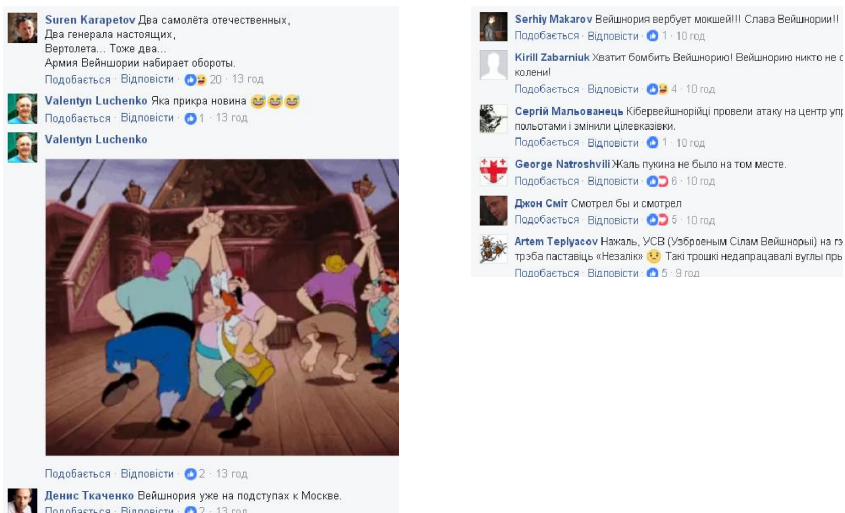 Suren Karapetov Два самолёта отечественных,
Два генерала настоящих,
Вертолета... Тоже два...
Армия Вейншории набирает обороты.
Подобається · Відповісти · 20 · 13 год
Valentyn Luchenko Яка прикра новина
Подобається · Відповісти · 1 · 13 год
Valentyn Luchenko
Подобається · Відповісти · 2 · 13 год
Денис Ткаченко Вейшнория уже на подступах к Москве.
Подобається · Відповісти · 2 · 13 год
Serhiy Makarov Вейшнория вербует мокшей!!! Слава Вейшнории!!
Подобається · Відповісти · 1 · 10 год
Kirill Zabarniuk Хватит бомбить Вейшнорию! Вейшнорию никто не
колени!
Подобається · Відповісти · 4 · 10 год
Сергій Мальованець Кібервейшнорійці провели атаку на центр упр
польотами і змінили цілевказівки.
Подобається · Відповісти · 1 · 10 год
George Natroshvili Жаль пукина не было на том месте.
Подобається · Відповісти · 6 · 10 год
Джон Сміт Смотрел бы и смотрел
Подобається · Відповісти · 5 · 10 год
Artem Teplyacov Нажаль, УСВ (Узброеным Сілам Вейшнорыі) на
трэба паставіць «Незалік» Такі трошкі недапрацавалі вуглы
Подобається · Відповісти · 5 · 9 год